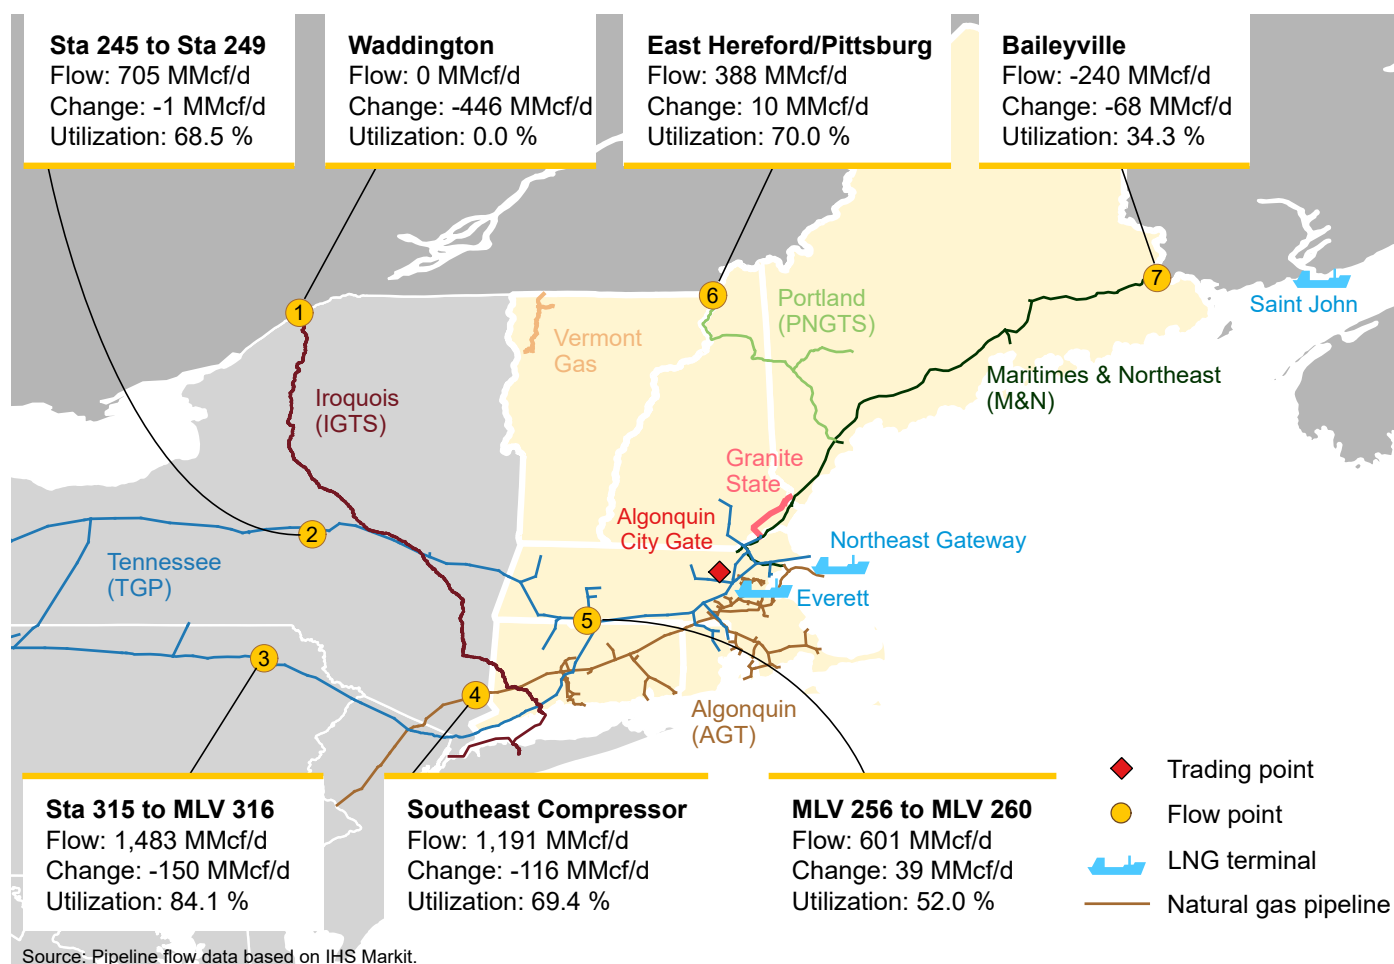 Sta 245 to Sta 249
Flow: 705 MMcf/d
Change: -1 MMcf/d
Utilization: 68.5 %
Waddington
Flow: 0 MMcf/d
Change: -446 MMcf/d
Utilization: 0.0 %
East Hereford/Pittsburg
Flow: 388 MMcf/d
Change: 10 MMcf/d
Utilization: 70.0 %
Baileyville
Flow: -240 MMcf/d
Change: -68 MMcf/d
Utilization: 34.3 %
7
6
1
Saint John
Portland
(PNGTS)
Vermont
Gas
Maritimes & Northeast
(M&N)
Iroquois
(IGTS)
Granite
State
Algonquin
City Gate
2
Northeast Gateway
Tennessee
(TGP)
Everett
5
3
4
Algonquin
(AGT)
Sta 315 to MLV 316
Flow: 1,483 MMcf/d
Change: -150 MMcf/d
Utilization: 84.1 %
Southeast Compressor
Flow: 1,191 MMcf/d
Change: -116 MMcf/d
Utilization: 69.4 %
MLV 256 to MLV 260
Flow: 601 MMcf/d
Change: 39 MMcf/d
Utilization: 52.0 %
Trading point
Flow point
LNG terminal
Natural gas pipeline
Source: Pipeline flow data based on IHS Markit.